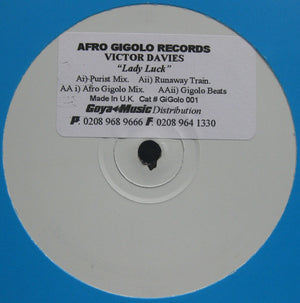 AFRO GIGOLO RECORDS
VICTOR DAVIES
"Lady Luck"
Ai) Purist Mix. Aii) Runaway Train.
AA i) Afro Gigolo Mix. AAii) Gigolo Beats
Made In U.K. Cat # GiGolo 001
Goya Music Distribution
P. 0208 968 9666 F. 0208 964 1330